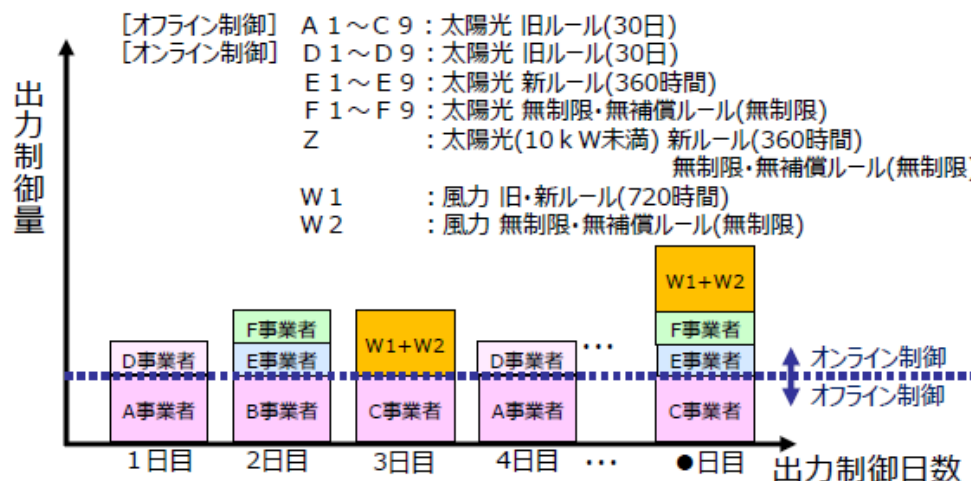 [オフライン制御] A1～C9：太陽光 旧ルール(30日)
[オンライン制御] D1～D9：太陽光 旧ルール(30日)
E1～E9：太陽光 新ルール(360時間)
F1～F9：太陽光 無制限・無補償ルール(無制限)
Z ：太陽光(10kW未満) 新ルール(360時間)
無制限・無補償ルール(無制限)
W1 ：風力 旧・新ルール(720時間)
W2 ：風力 無制限・無補償ルール(無制限)
出力制御量
W1+W2
F事業者
W1+W2
F事業者
D事業者
E事業者
D事業者
…
E事業者
オンライン制御
オフライン制御
A事業者
B事業者
C事業者
A事業者
C事業者
1日目
2日目
3日目
4日目
…
●日目
出力制御日数